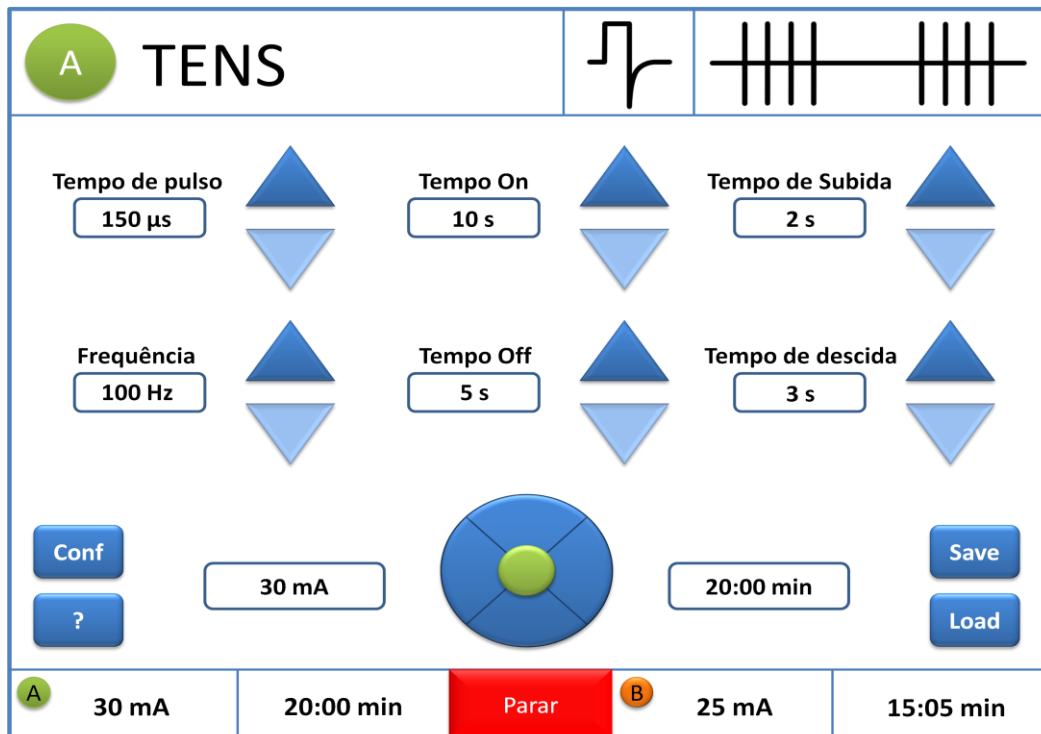 A TENS
Tempo de pulso
150 µs
Tempo On
10 s
Tempo de Subida
2 s
Frequência
100 Hz
Tempo Off
5 s
Tempo de descida
3 s
Conf
?
30 mA
20:00 min
Save
Load
A 30 mA 20:00 min Parar B 25 mA 15:05 min